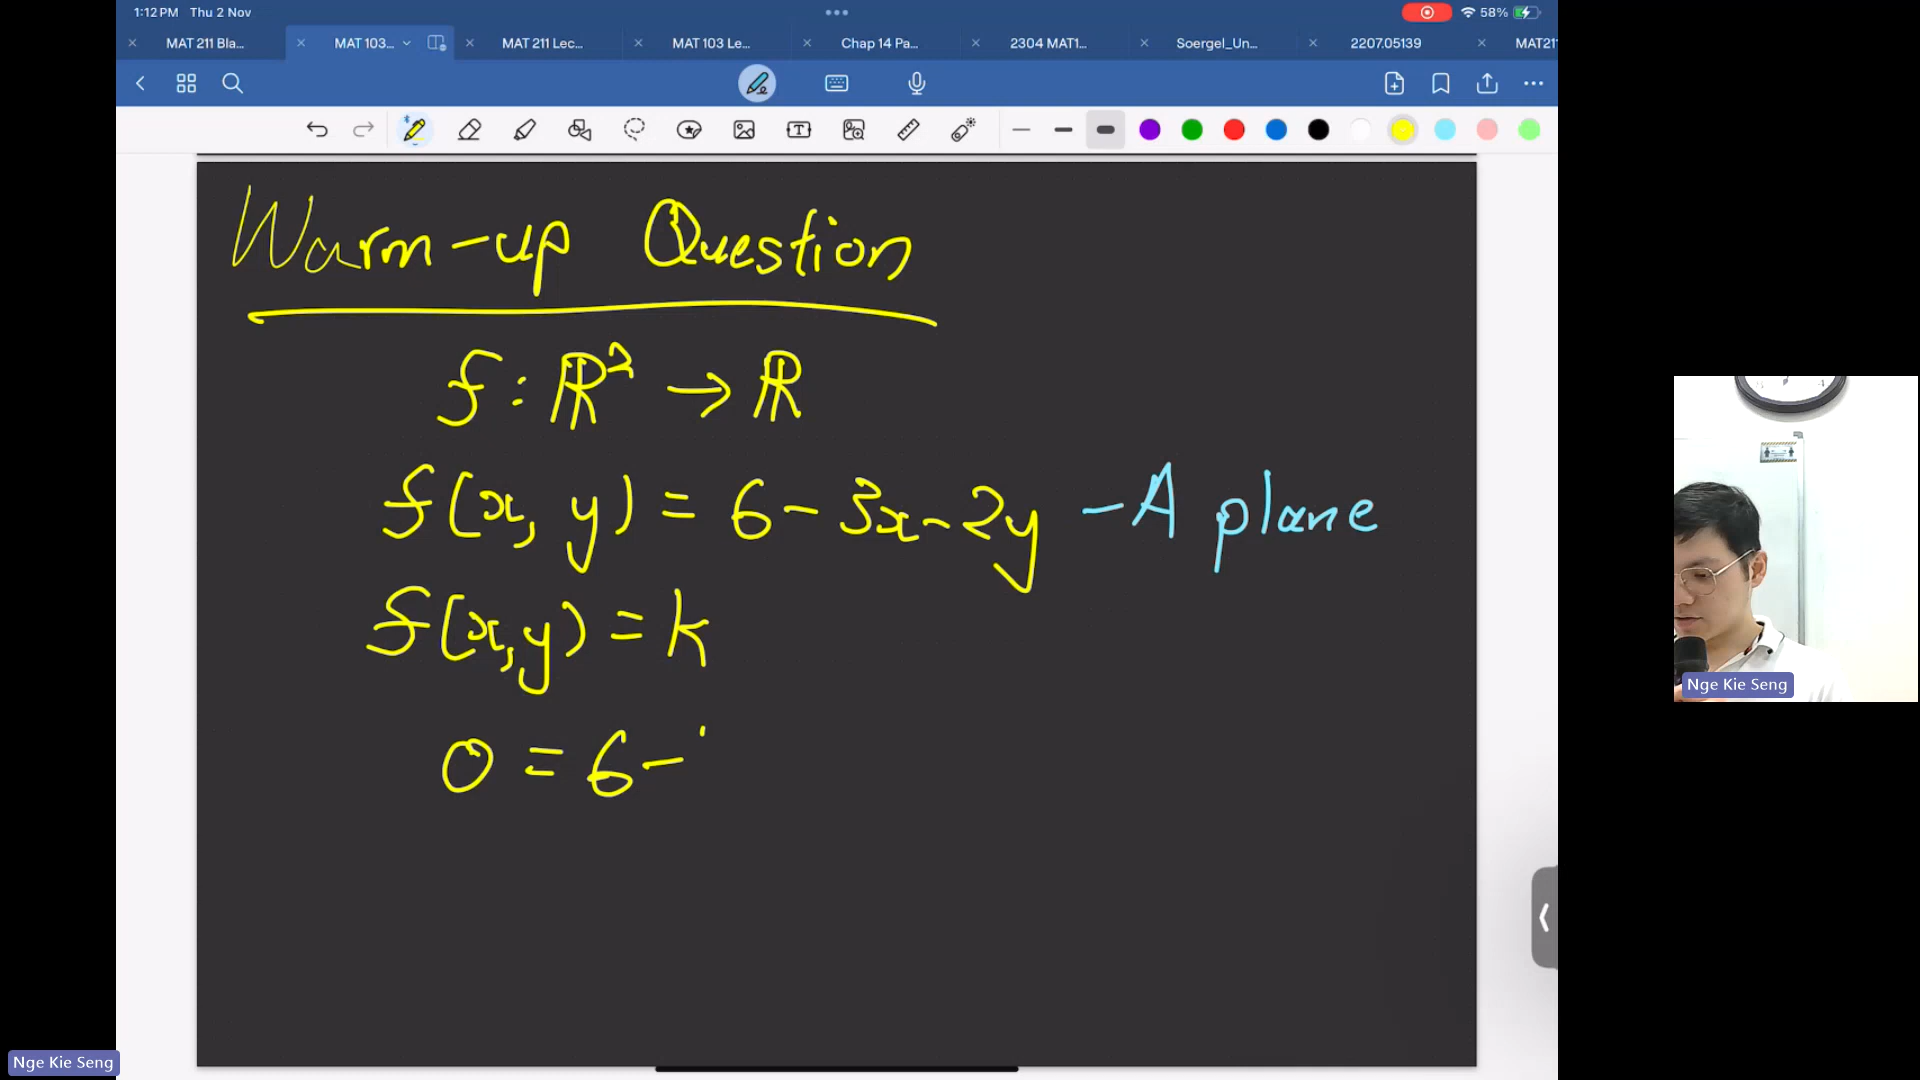 1:12 PM Thu 2 Nov
58%
MAT 211 Bla...
MAT 103...
MAT 211 Lec...
MAT 103 Le...
Chap 14 Pa...
2304 MAT1...
Soergel_Un...
2207.05139
MAT21
Warm-up Question
f : ℝ² → ℝ
f(x, y) = 6 - 3x - 2y - A plane
f(x,y) = k
0 = 6 -
Nge Kie Seng
Nge Kie Seng